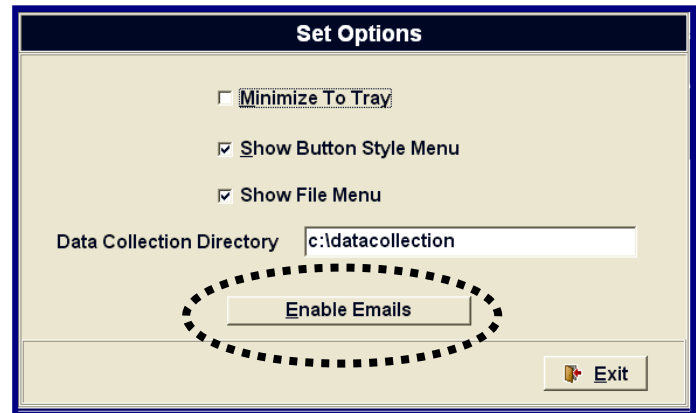 Set Options
Minimize To Tray
Show Button Style Menu
Show File Menu
Data Collection Directory c:\datacollection
Enable Emails
Exit